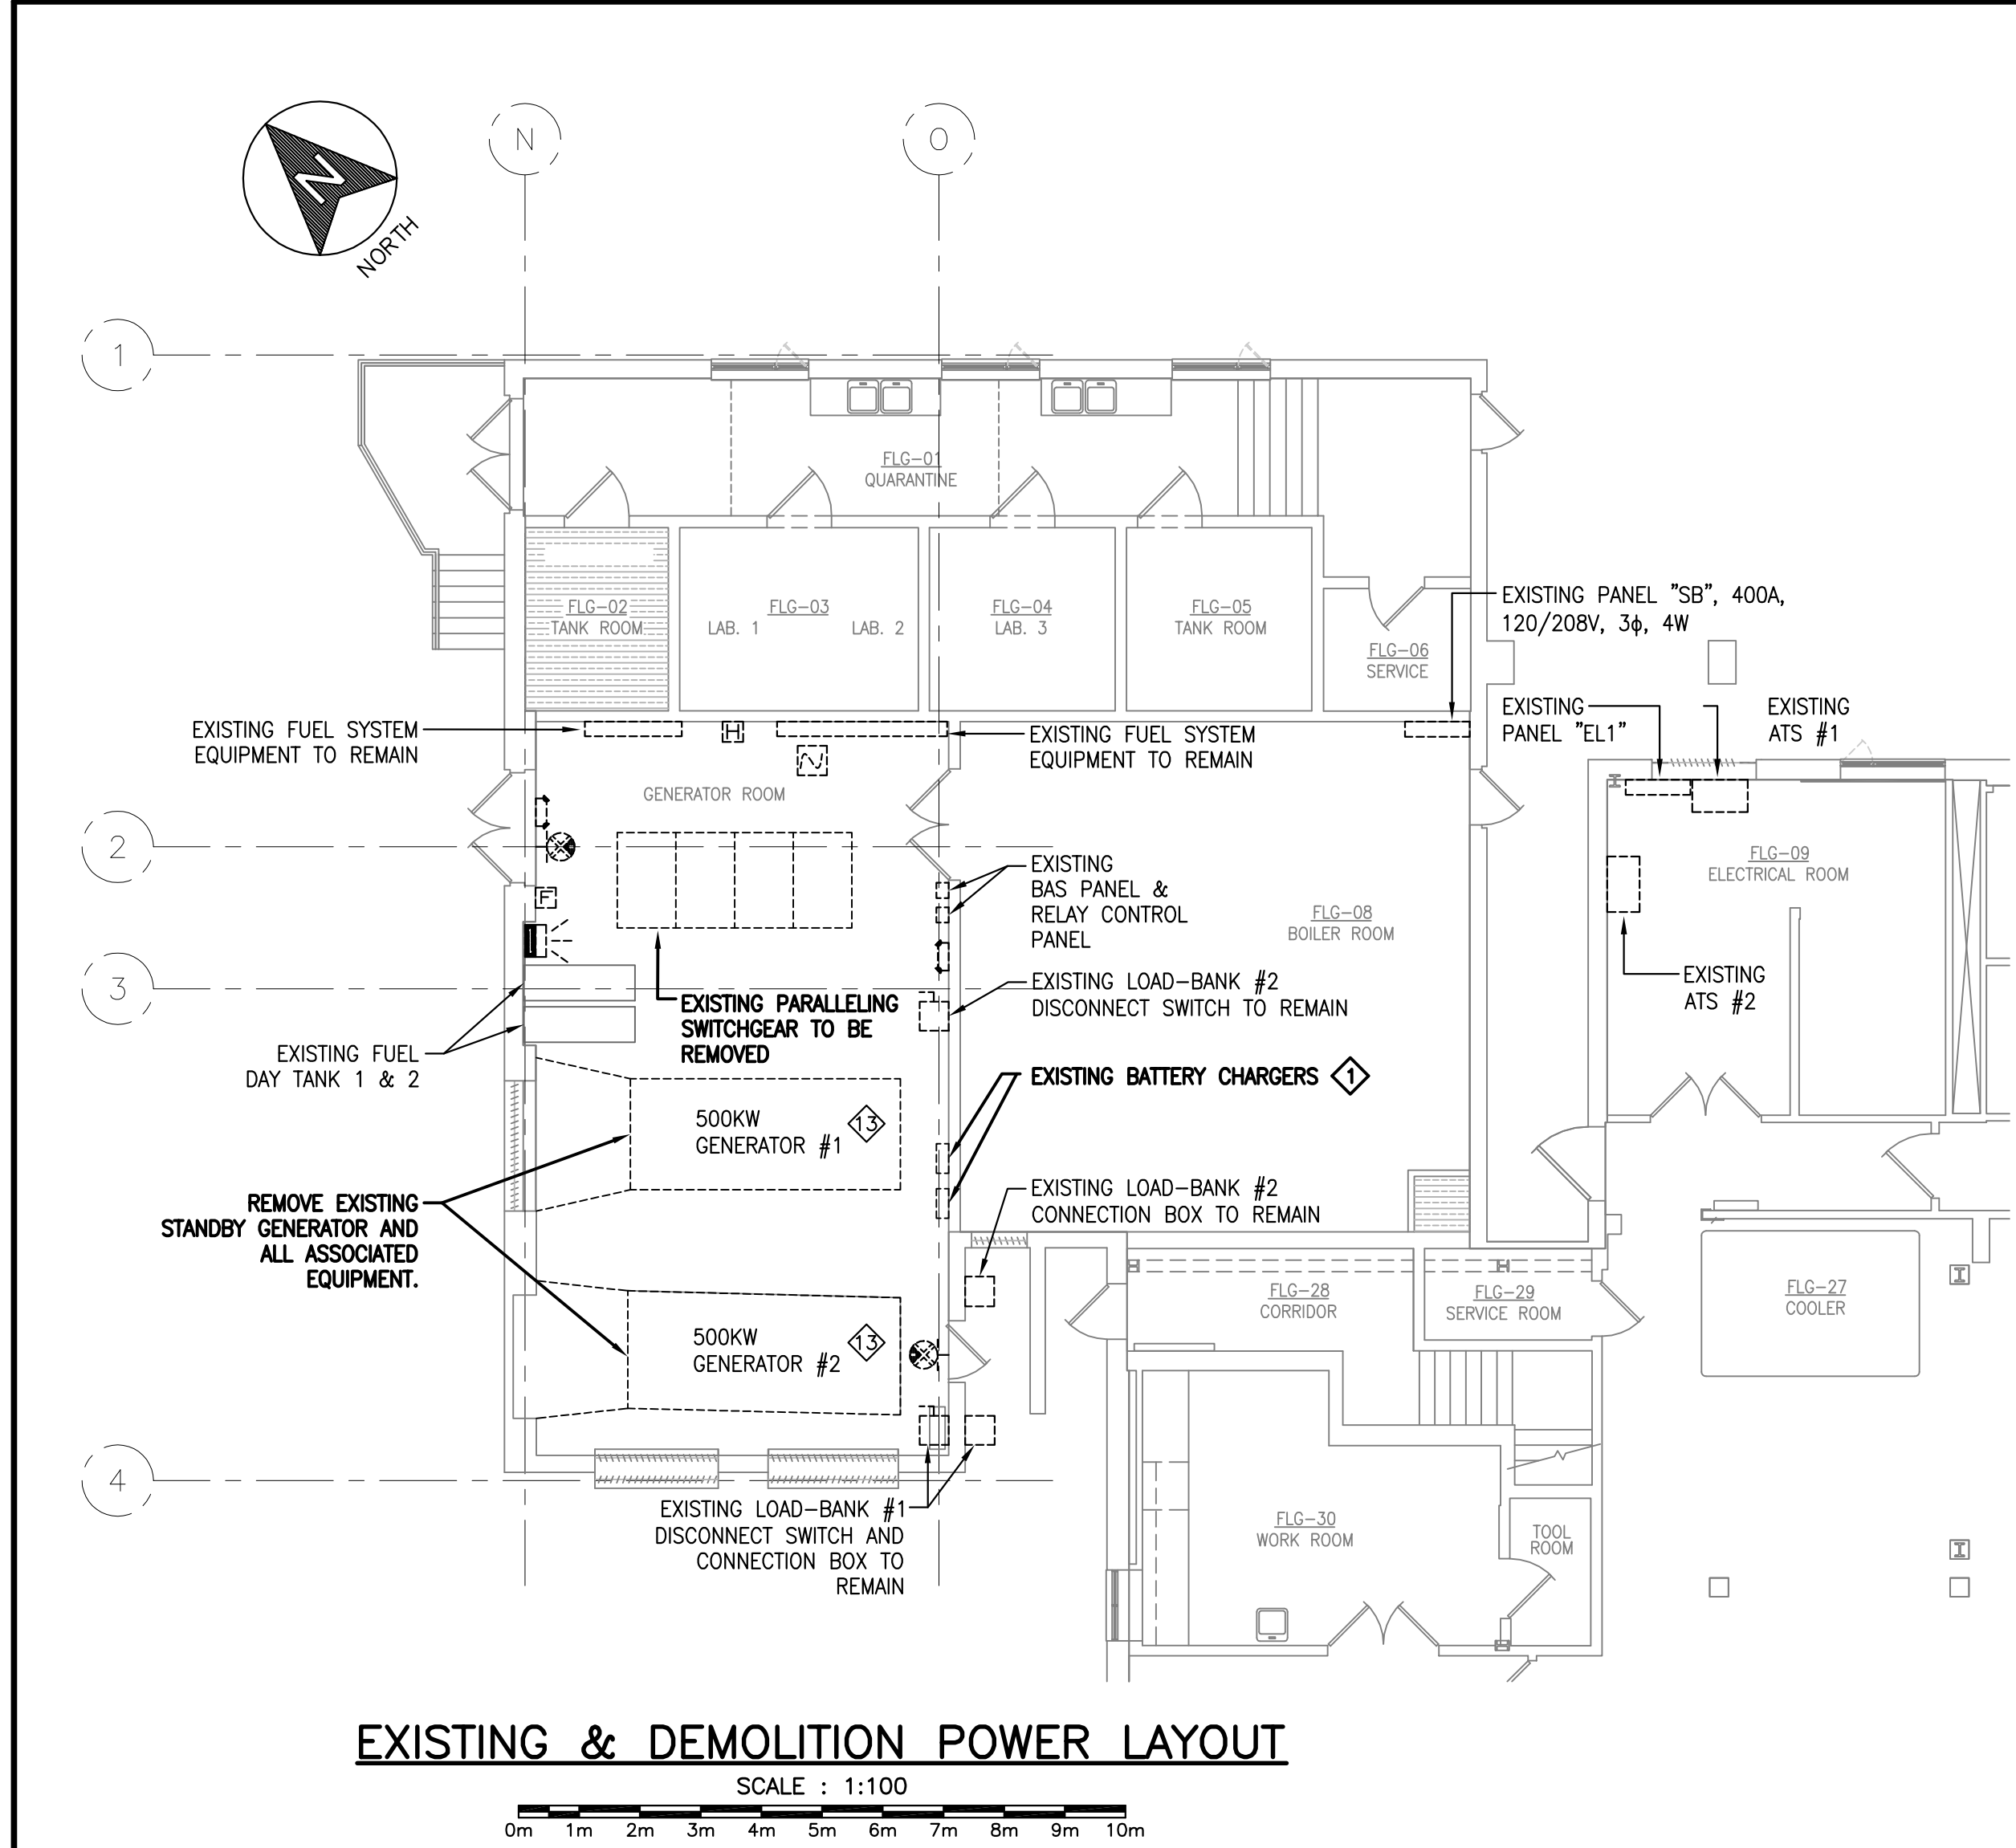 N
O
N
NORTH
1
FLG-01
QUARANTINE
FLG-02
TANK ROOM
FLG-03
LAB. 1
LAB. 2
FLG-04
LAB. 3
FLG-05
TANK ROOM
FLG-06
SERVICE
EXISTING PANEL "SB", 400A,
120/208V, 3ϕ, 4W
EXISTING
PANEL "EL1"
EXISTING
ATS #1
EXISTING FUEL SYSTEM
EQUIPMENT TO REMAIN
H
EXISTING FUEL SYSTEM
EQUIPMENT TO REMAIN
GENERATOR ROOM
2
F
EXISTING
BAS PANEL &
RELAY CONTROL
PANEL
FLG-08
BOILER ROOM
FLG-09
ELECTRICAL ROOM
3
EXISTING LOAD-BANK #2
DISCONNECT SWITCH TO REMAIN
EXISTING
ATS #2
EXISTING PARALLELING
SWITCHGEAR TO BE
REMOVED
EXISTING FUEL
DAY TANK 1 & 2
EXISTING BATTERY CHARGERS 1
500KW
GENERATOR #1
13
REMOVE EXISTING
STANDBY GENERATOR AND
ALL ASSOCIATED
EQUIPMENT.
EXISTING LOAD-BANK #2
CONNECTION BOX TO REMAIN
FLG-28
CORRIDOR
FLG-29
SERVICE ROOM
FLG-27
COOLER
500KW
GENERATOR #2
13
4
EXISTING LOAD-BANK #1
DISCONNECT SWITCH AND
CONNECTION BOX TO
REMAIN
FLG-30
WORK ROOM
TOOL
ROOM
EXISTING & DEMOLITION POWER LAYOUT
SCALE : 1:100
0m 1m 2m 3m 4m 5m 6m 7m 8m 9m 10m